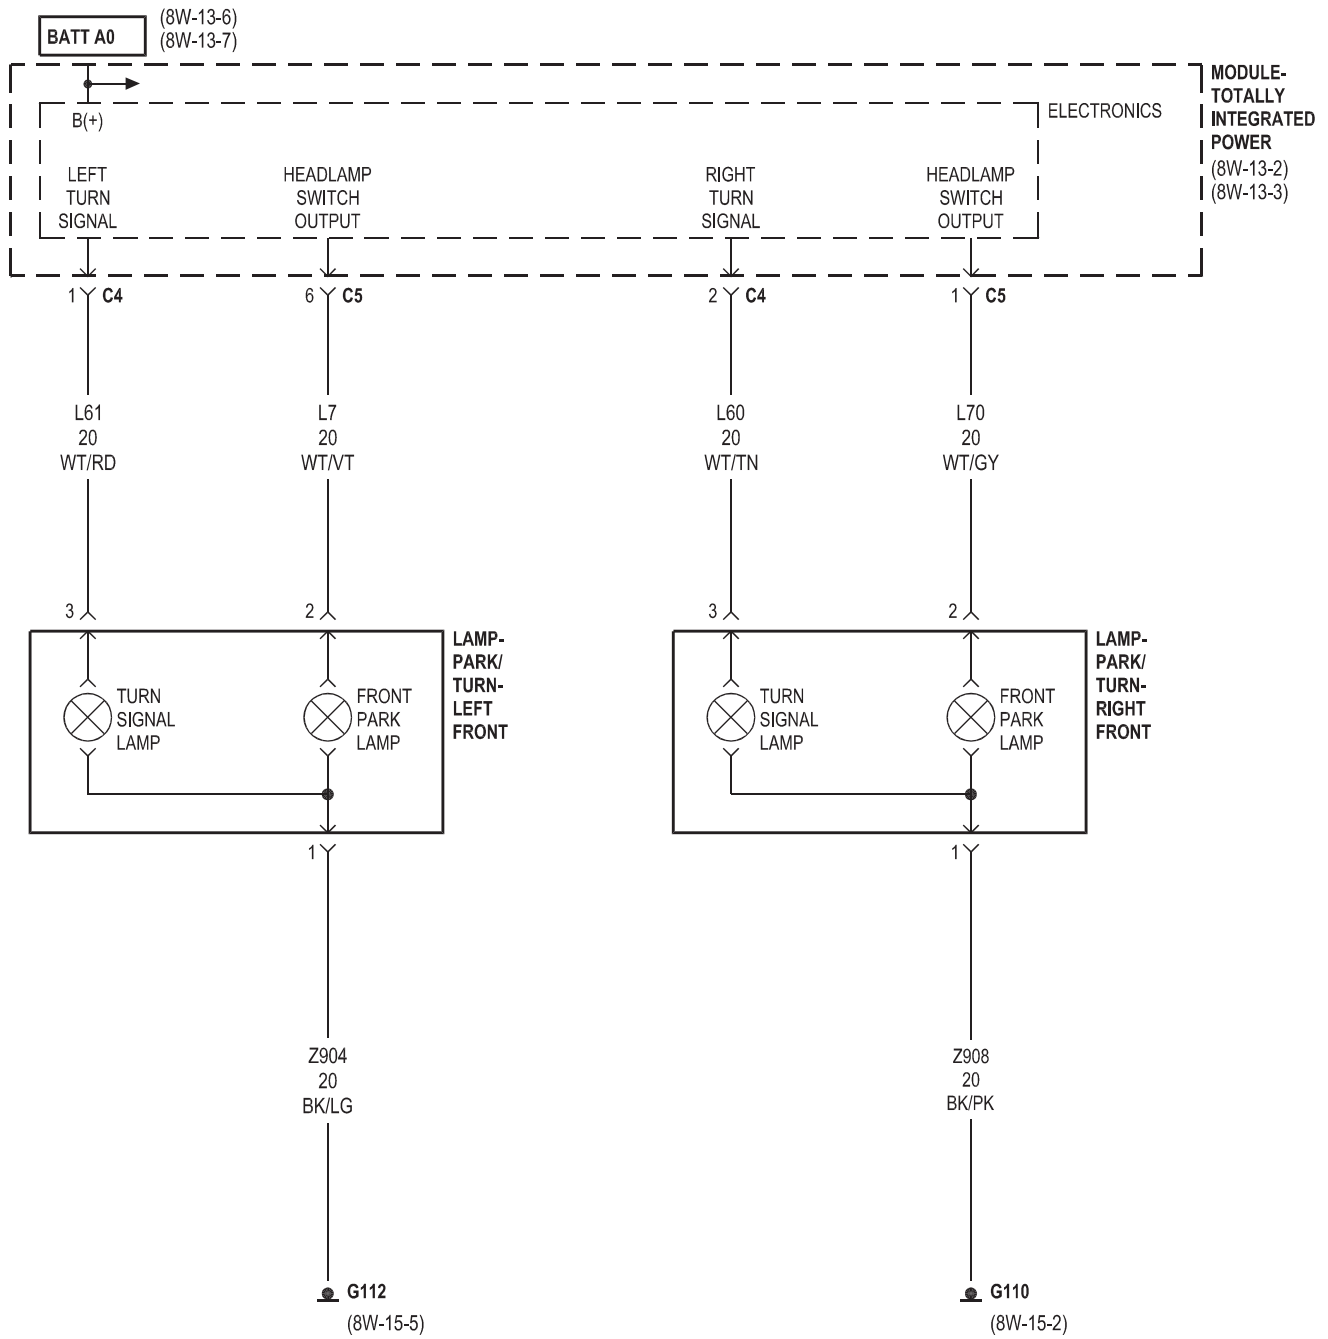 BATT A0
(8W-13-6)
(8W-13-7)
B(+)
ELECTRONICS
MODULE-
TOTALLY
INTEGRATED
POWER
(8W-13-2)
(8W-13-3)
LEFT
TURN
SIGNAL
HEADLAMP
SWITCH
OUTPUT
RIGHT
TURN
SIGNAL
HEADLAMP
SWITCH
OUTPUT
1 C4
6 C5
2 C4
1 C5
L61
20
WT/RD
L7
20
WT/VT
L60
20
WT/TN
L70
20
WT/GY
3
2
3
2
TURN
SIGNAL
LAMP
FRONT
PARK
LAMP
LAMP-
PARK/
TURN-
LEFT
FRONT
TURN
SIGNAL
LAMP
FRONT
PARK
LAMP
LAMP-
PARK/
TURN-
RIGHT
FRONT
1
1
Z904
20
BK/LG
Z908
20
BK/PK
G112
(8W-15-5)
G110
(8W-15-2)